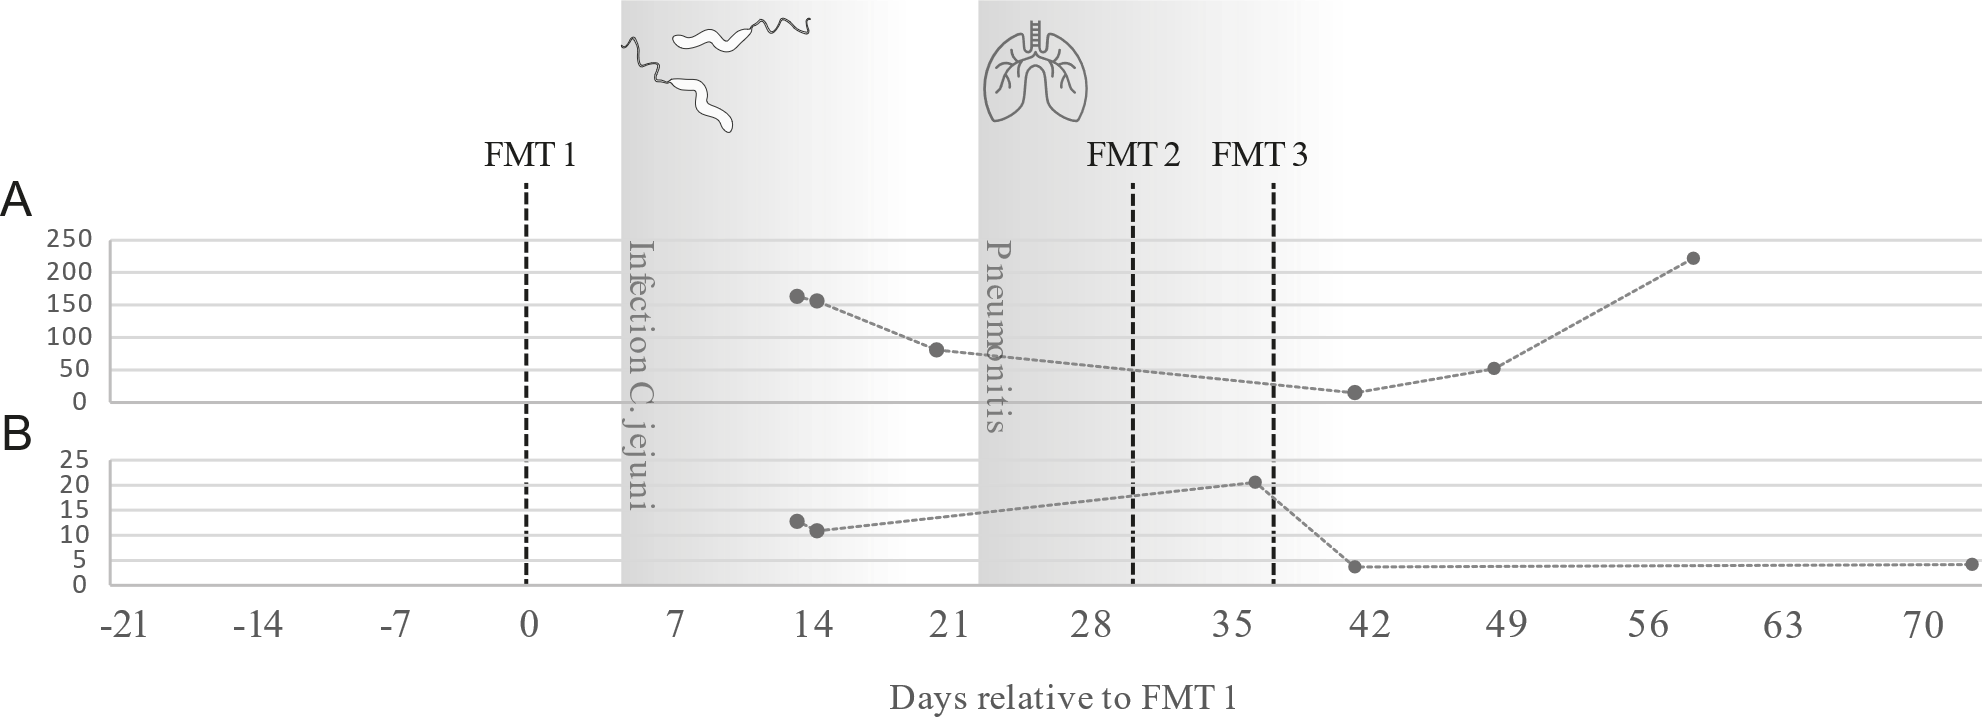 FMT 1
FMT 2
FMT 3
A
250
200
150
100
50
0
Infection C. jejuni
Pneumonitis
B
25
20
15
10
5
0
-21 -14 -7 0 7 14 21 28 35 42 49 56 63 70
Days relative to FMT 1